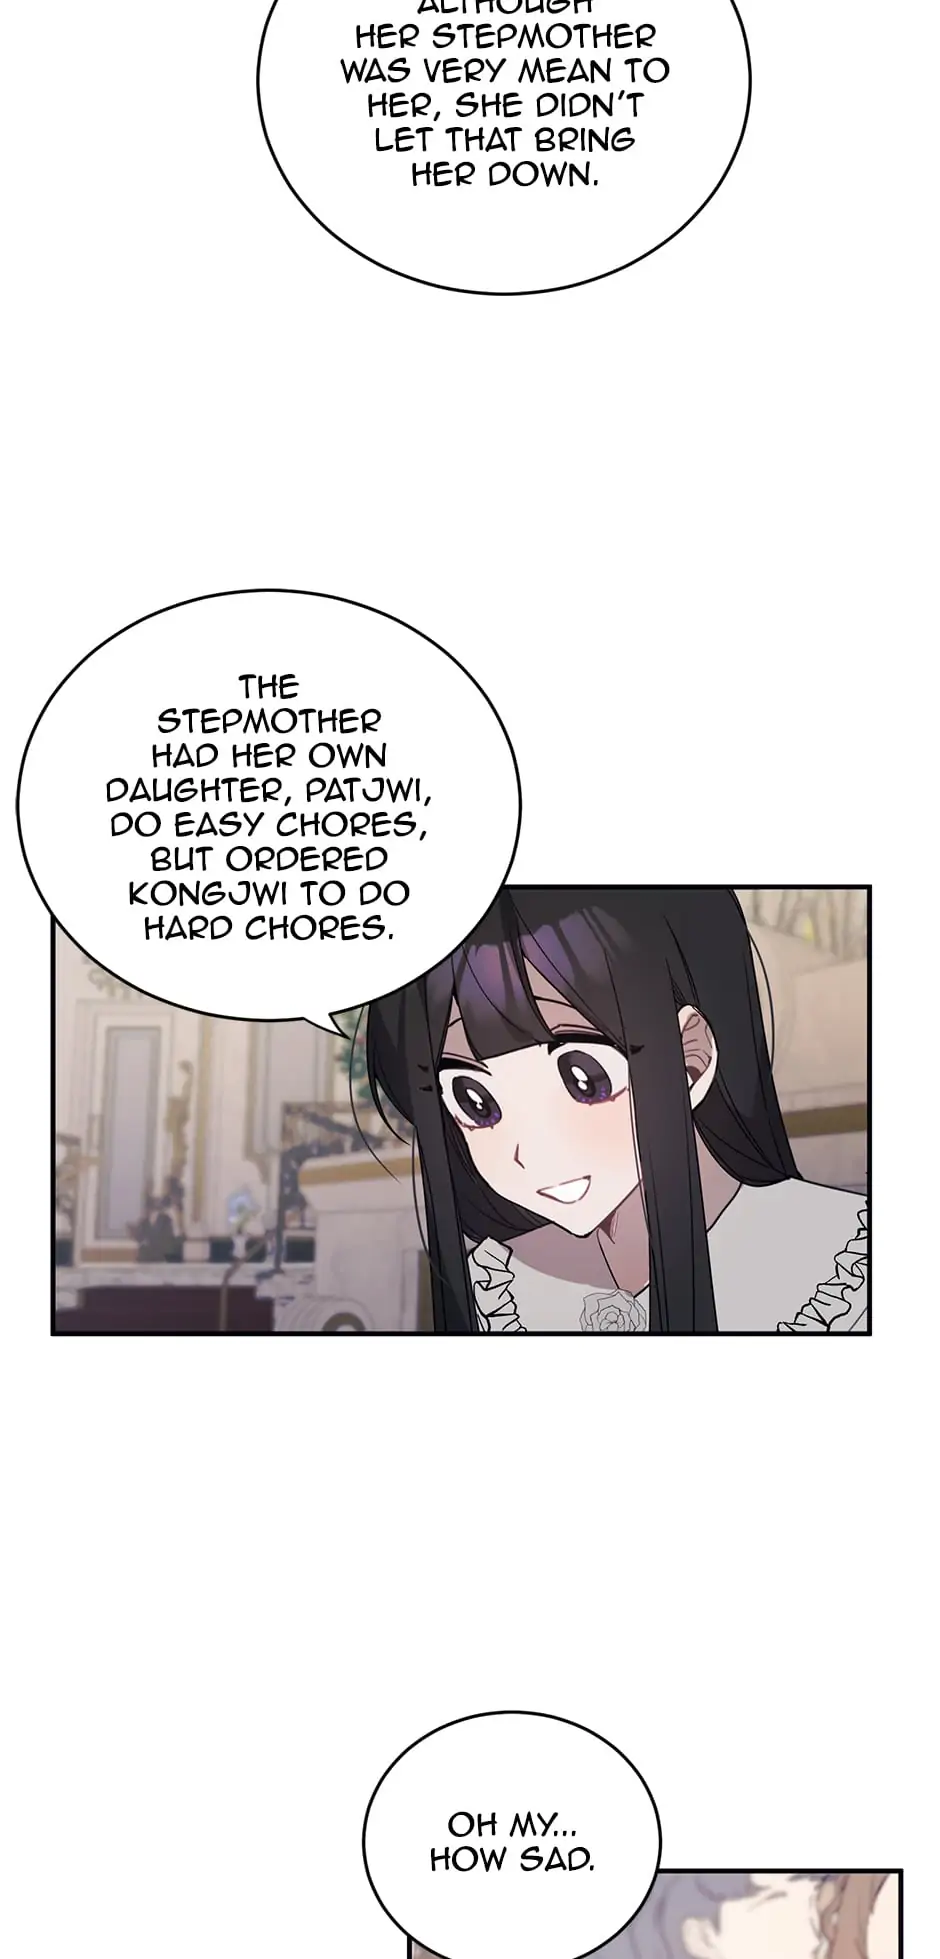 ALTHOUGH
HER STEPMOTHER
WAS VERY MEAN TO
HER, SHE DIDN'T
LET THAT BRING
HER DOWN.
THE
STEPMOTHER
HAD HER OWN
DAUGHTER, PATJWI,
DO EASY CHORES,
BUT ORDERED
KONGJWI TO DO
HARD CHORES.
OH MY...
HOW SAD.